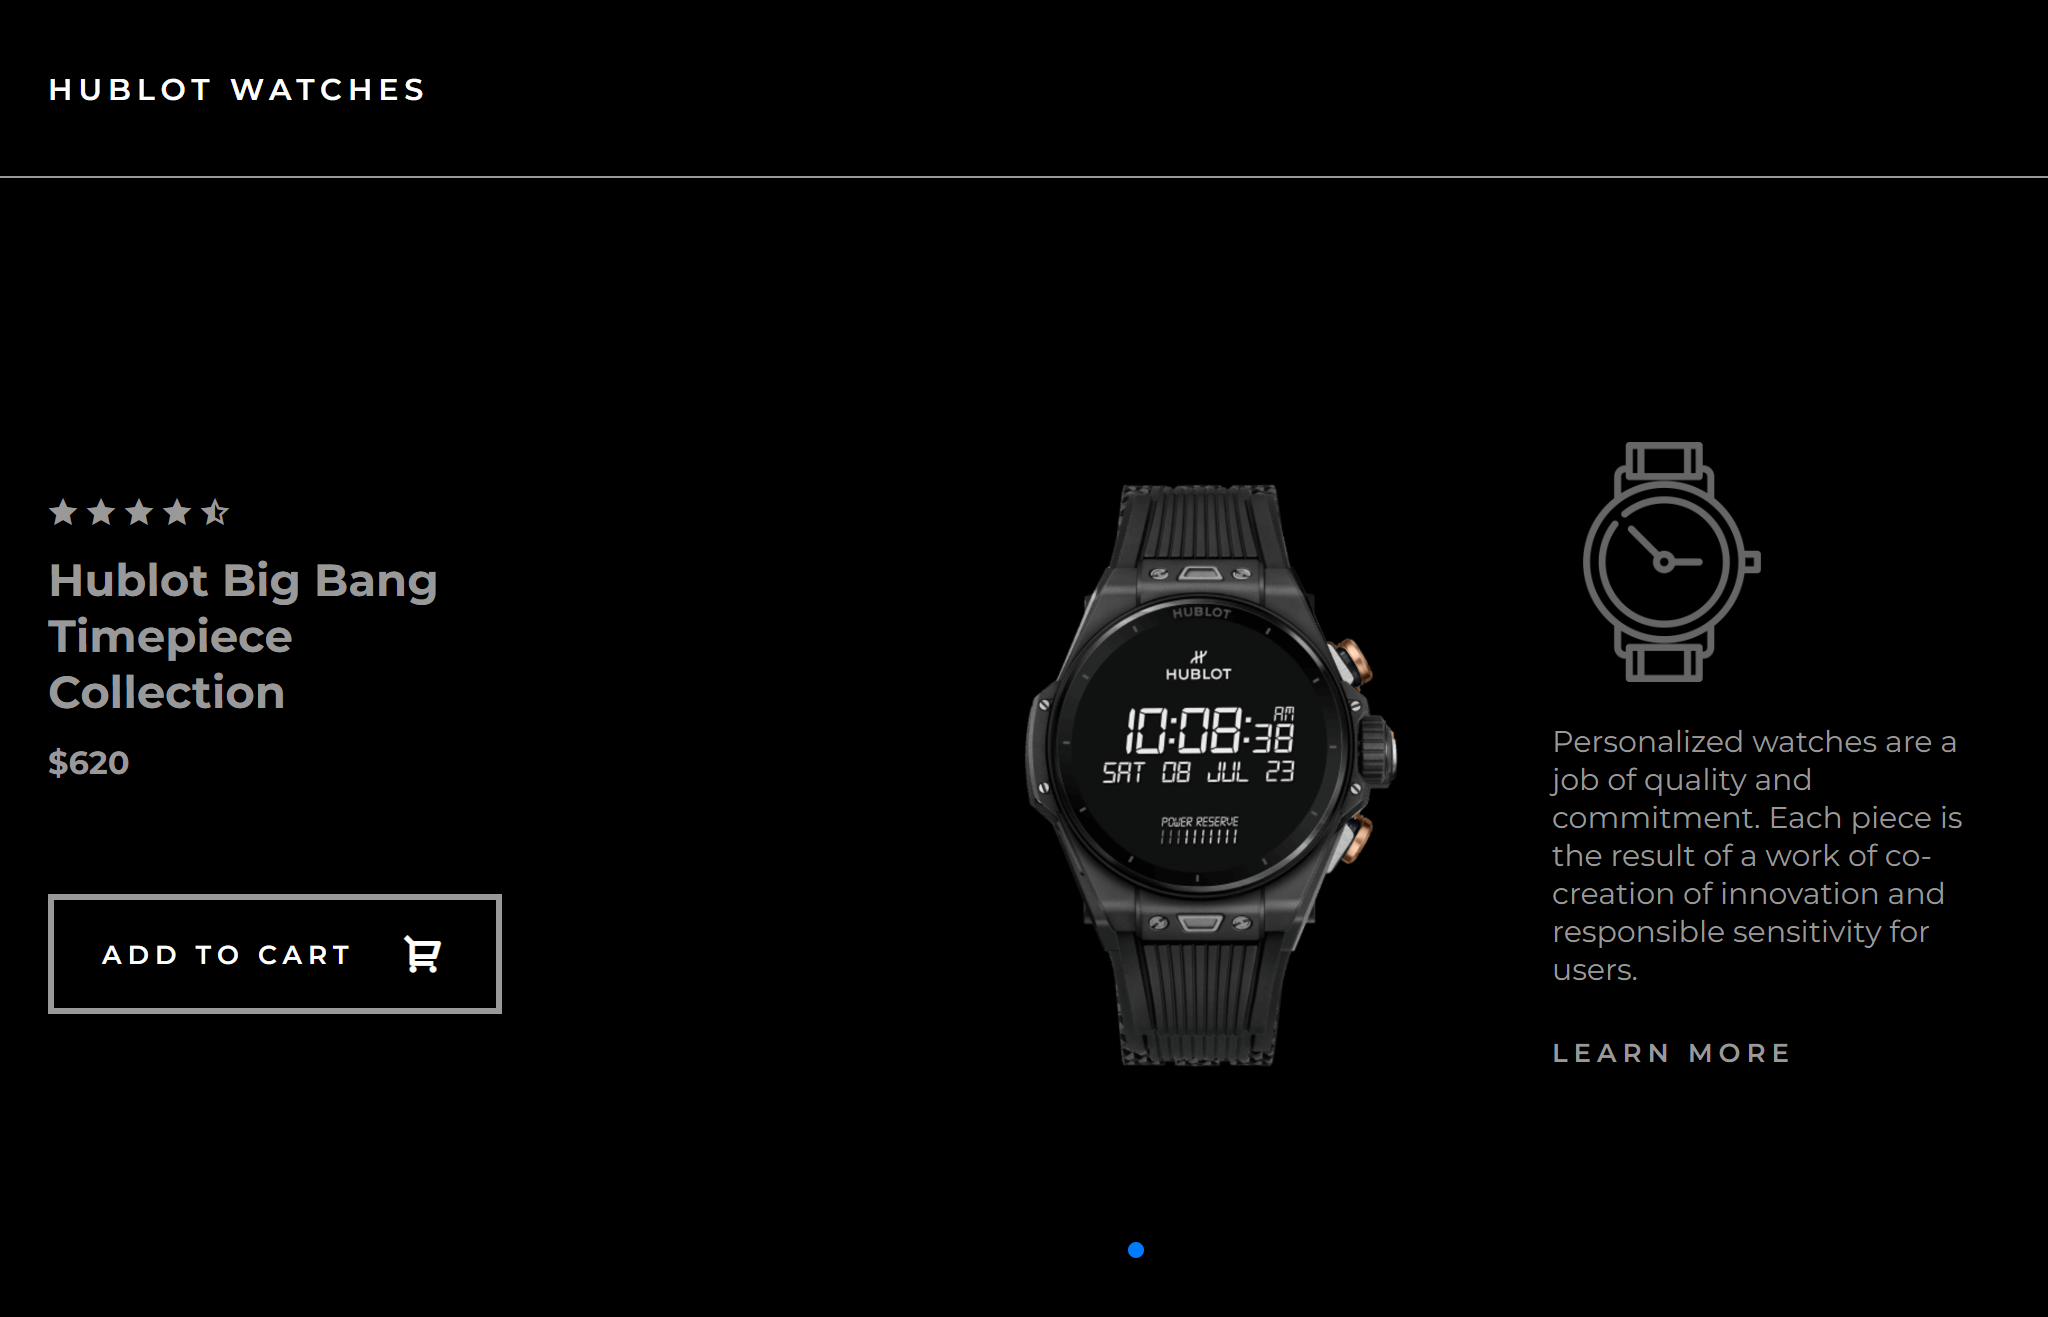 HUBLOT WATCHES
Hublot Big Bang
Timepiece
Collection
$620
ADD TO CART
HUBLOT
HUBLOT
10:08:38 AM
SAT 08 JUL 23
POWER RESERVE
Personalized watches are a
job of quality and
commitment. Each piece is
the result of a work of co-
creation of innovation and
responsible sensitivity for
users.
LEARN MORE